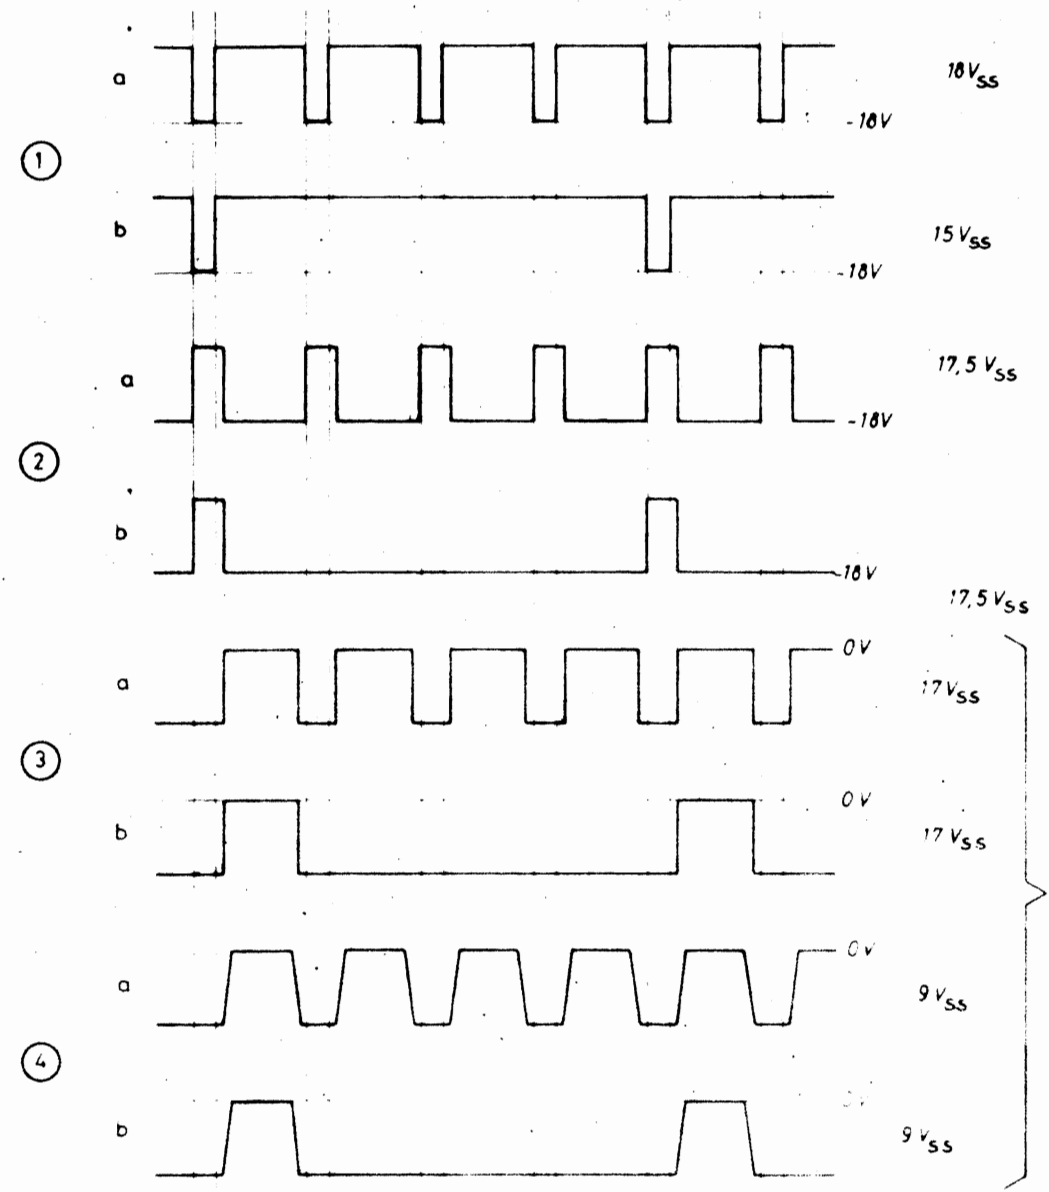 a 18 V_SS
-18V
1
b 15 V_SS
-18V
a 17,5 V_SS
-18V
2
b
-18V
17,5 V_SS
0V
a 17 V_SS
3
0V
b 17 V_SS
0V
a 9 V_SS
4
0V
b 9 V_SS